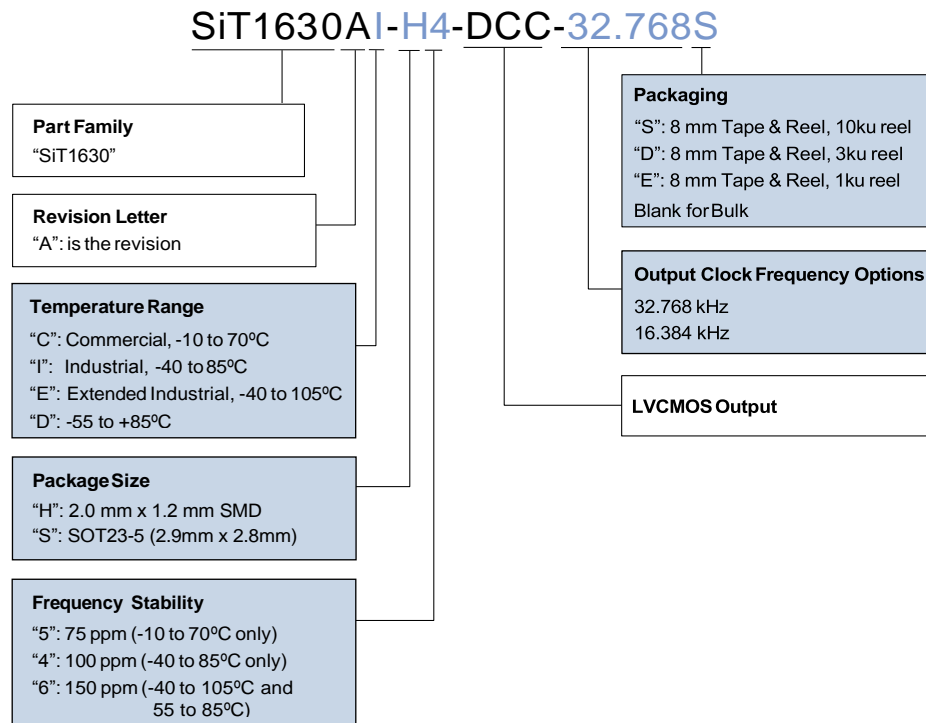 SiT1630AI-H4-DCC-32.768S
Part Family
“SiT1630”
Revision Letter
“A”: is the revision
Temperature Range
“C”: Commercial, -10 to 70ºC
“I”: Industrial, -40 to 85ºC
“E”: Extended Industrial, -40 to 105ºC
“D”: -55 to +85ºC
Package Size
“H”: 2.0 mm x 1.2 mm SMD
“S”: SOT23-5 (2.9mm x 2.8mm)
Frequency Stability
“5”: 75 ppm (-10 to 70ºC only)
“4”: 100 ppm (-40 to 85ºC only)
“6”: 150 ppm (-40 to 105ºC and
55 to 85ºC)
Packaging
“S”: 8 mm Tape & Reel, 10ku reel
“D”: 8 mm Tape & Reel, 3ku reel
“E”: 8 mm Tape & Reel, 1ku reel
Blank for Bulk
Output Clock Frequency Options
32.768 kHz
16.384 kHz
LVCMOS Output